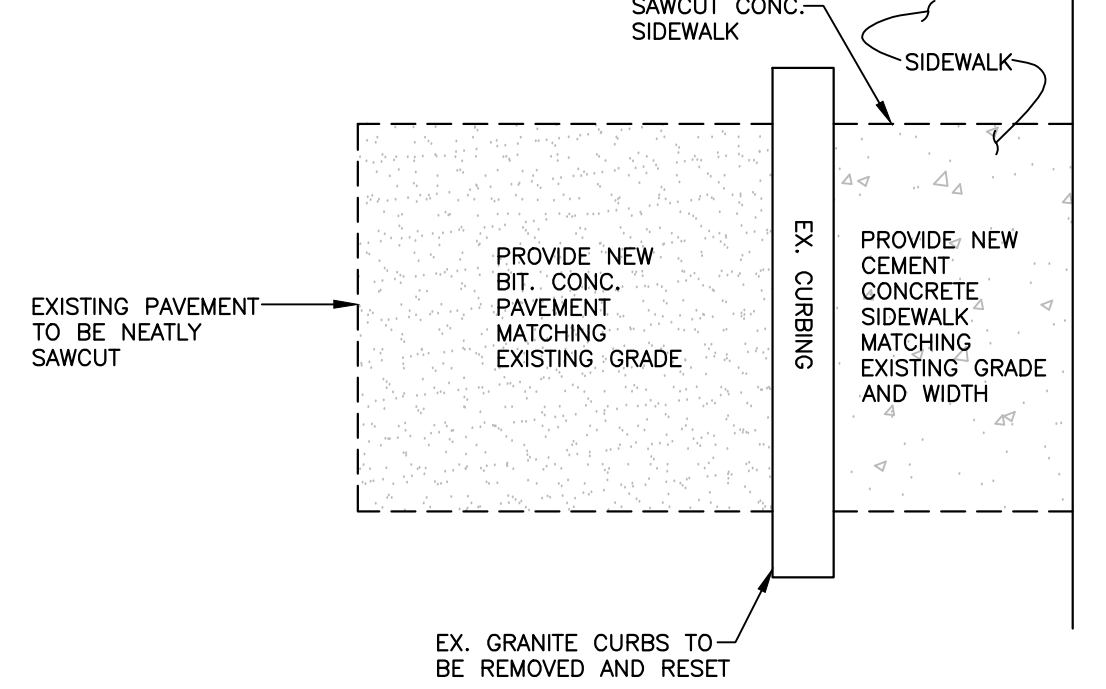 SAWCUT CONC.
SIDEWALK
SIDEWALK
EXISTING PAVEMENT
TO BE NEATLY
SAWCUT
PROVIDE NEW
BIT. CONC.
PAVEMENT
MATCHING
EXISTING GRADE
EX. CURBING
PROVIDE NEW
CEMENT
CONCRETE
SIDEWALK
MATCHING
EXISTING GRADE
AND WIDTH
EX. GRANITE CURBS TO
BE REMOVED AND RESET